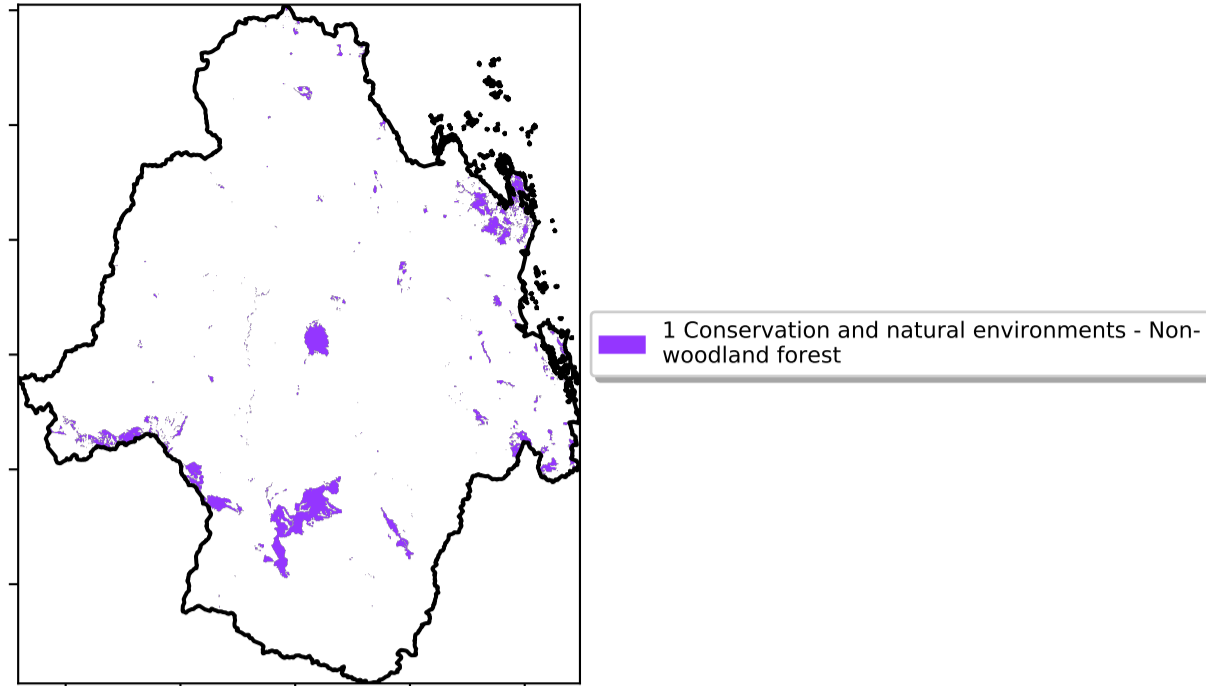 1 Conservation and natural environments - Non-
woodland forest